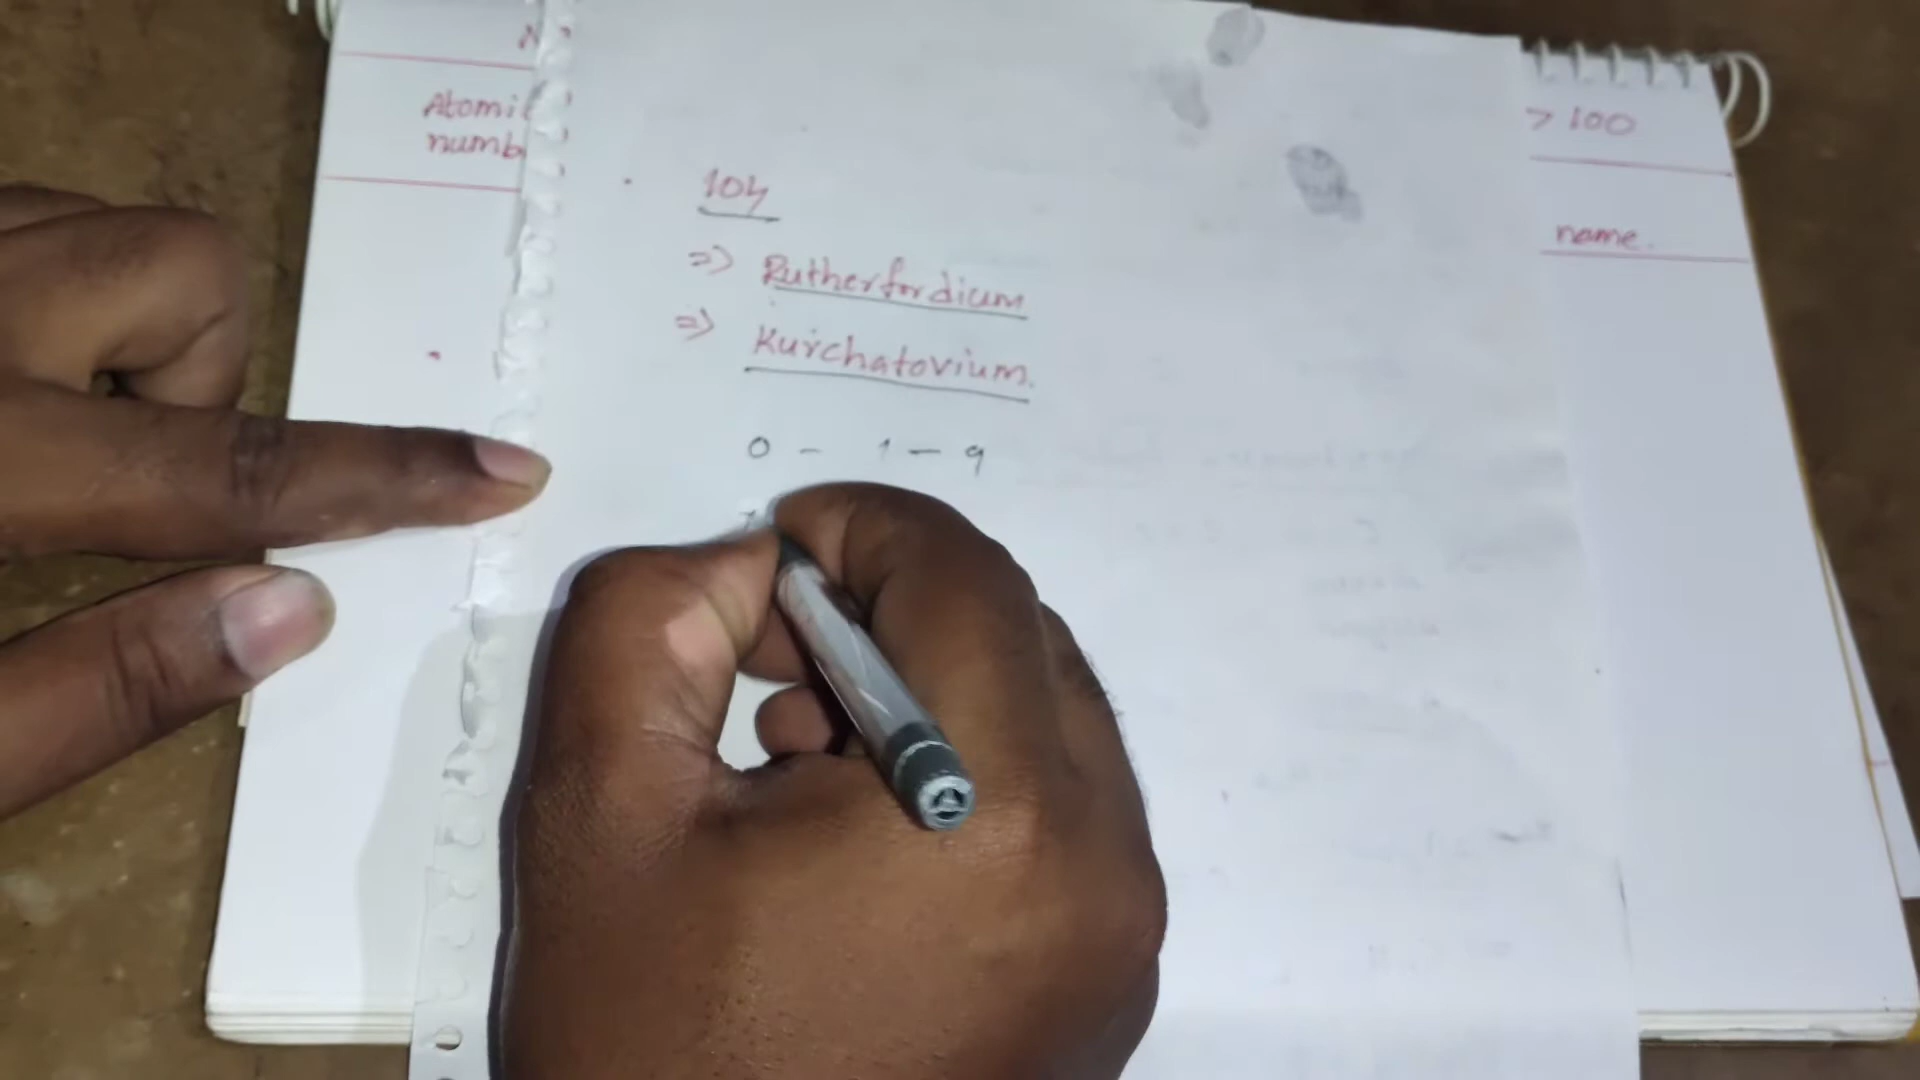 Atomic
numb
> 100
name.
104
=> Rutherfordium
=> Kurchatovium.
0 - 1 - 9